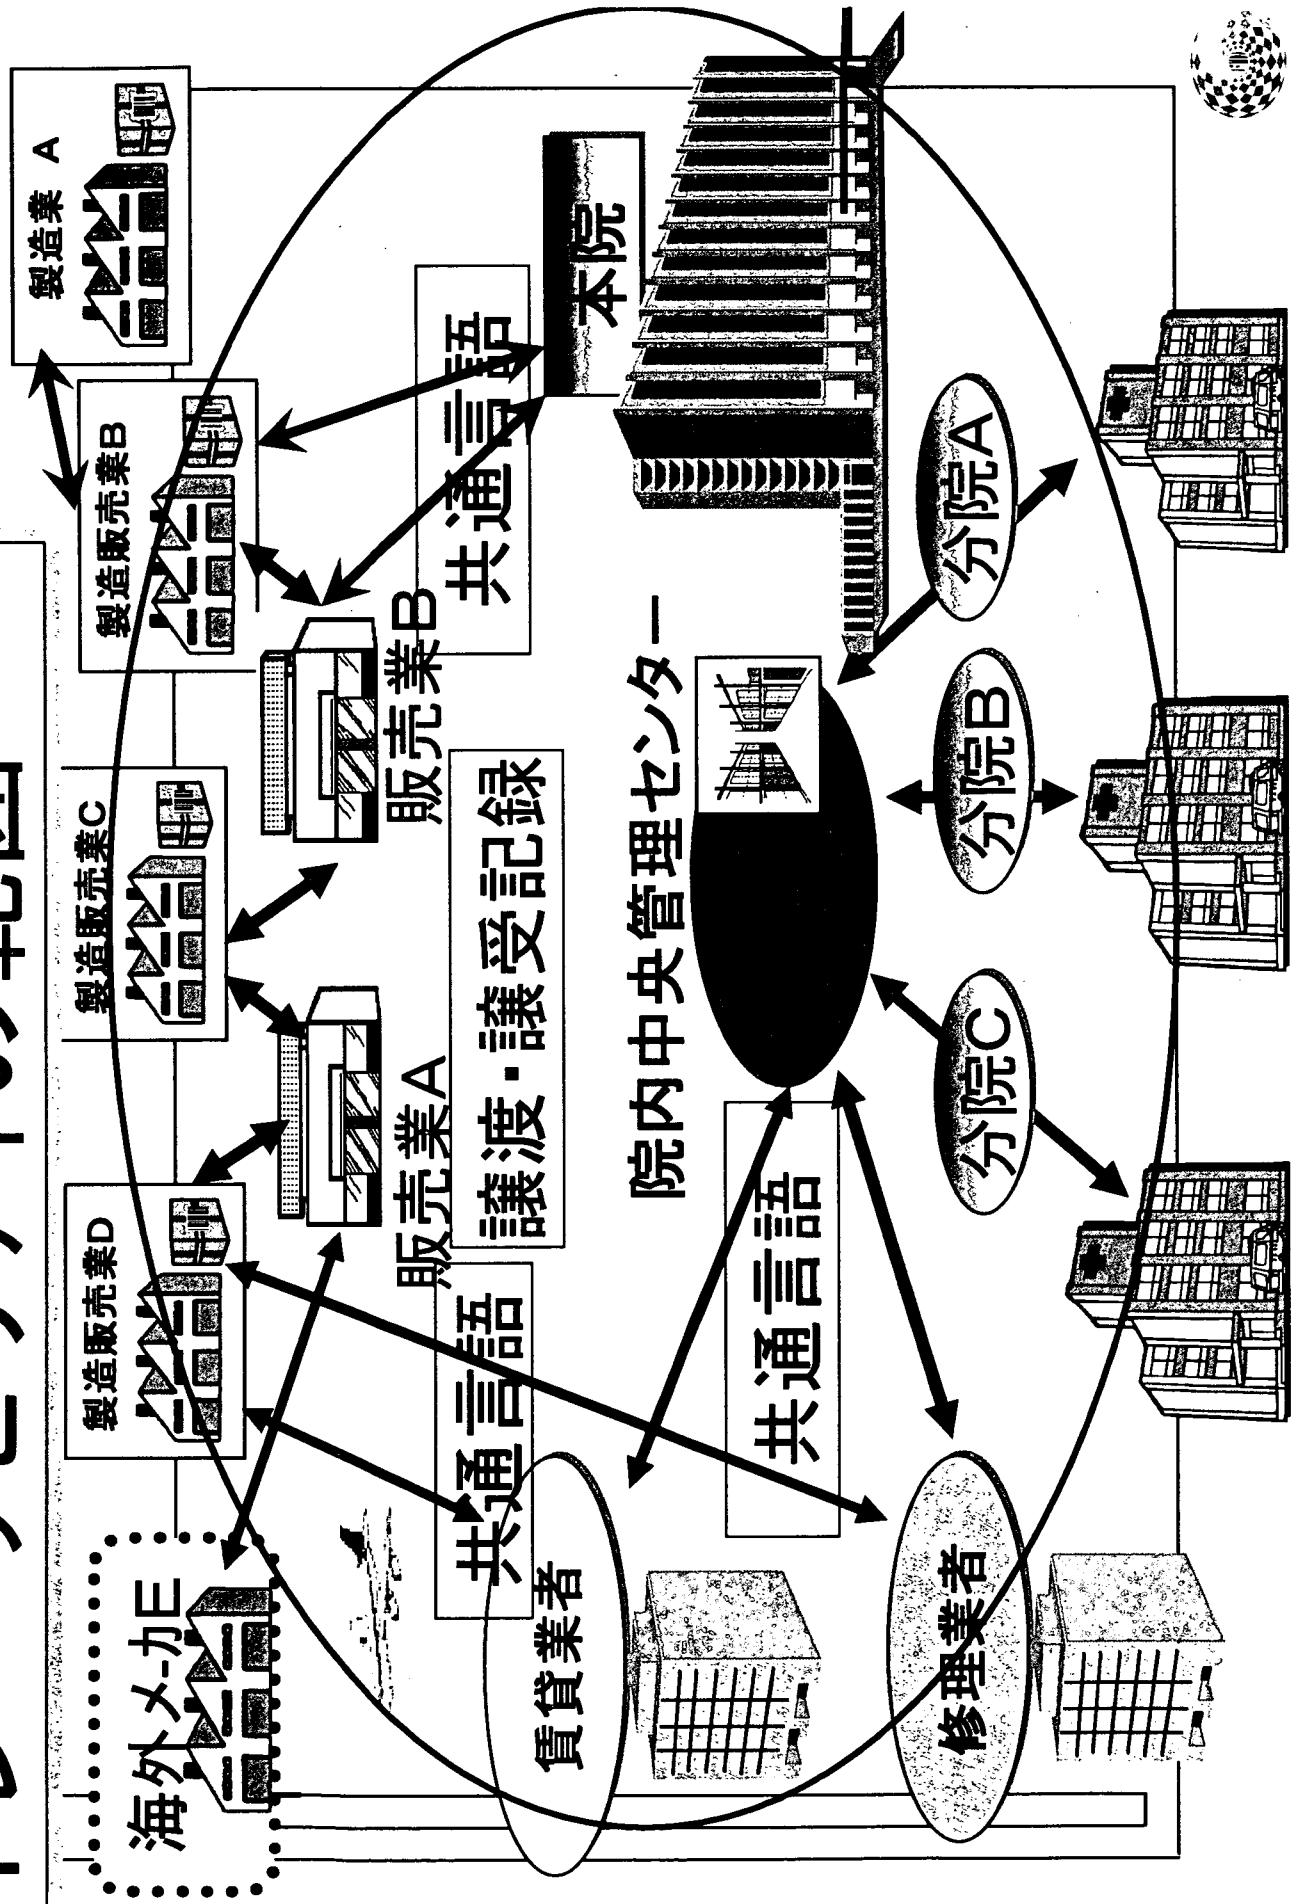 海外メ-カE
製造販売業D
製造販売業C
製造販売業B
製造業 A
販売業A
販売業B
共通言語
譲渡・譲受記録
共通言語
賃貸業者
本院
院内中央管理センター
共通言語
修理業者
分院C
分院B
分院A